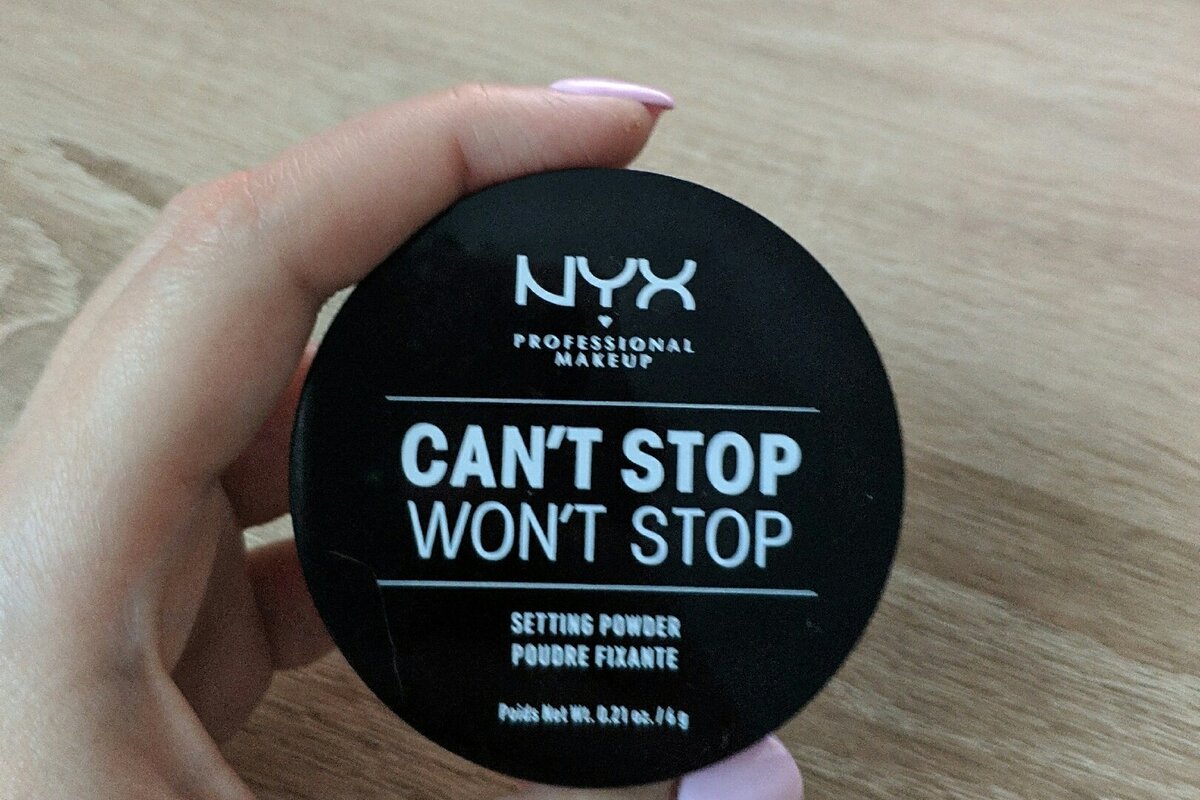 NYX
PROFESSIONAL
MAKEUP
CAN'T STOP
WON'T STOP
SETTING POWDER
POUDRE FIXANTE
Poids Net Wt. 0.21 oz. / 6 g